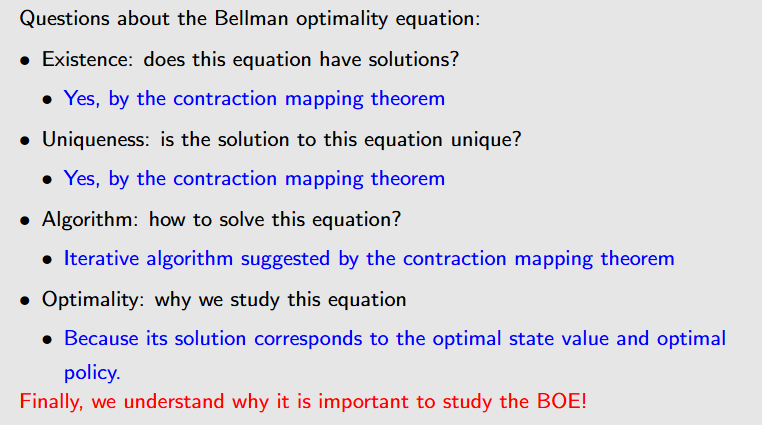 Questions about the Bellman optimality equation:
• Existence: does this equation have solutions?
• Yes, by the contraction mapping theorem
• Uniqueness: is the solution to this equation unique?
• Yes, by the contraction mapping theorem
• Algorithm: how to solve this equation?
• Iterative algorithm suggested by the contraction mapping theorem
• Optimality: why we study this equation
• Because its solution corresponds to the optimal state value and optimal
policy.
Finally, we understand why it is important to study the BOE!